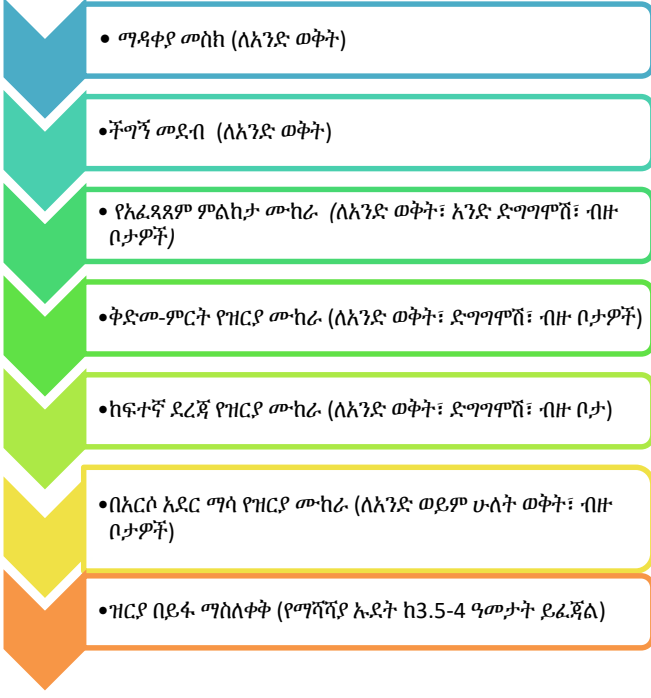 • ማዳቀያ መስክ (ለአንድ ወቅት)
•ችግኝ መደብ (ለአንድ ወቅት)
• የአፈጻጸም ምልከታ ሙከራ (ለአንድ ወቅት፣ አንድ ድግግሞሽ፣ ብዙ
ቦታዎች)
•ቅድመ-ምርት የዝርያ ሙከራ (ለአንድ ወቅት፣ ድግግሞሽ፣ ብዙ ቦታዎች)
•ከፍተኛ ደረጃ የዝርያ ሙከራ (ለአንድ ወቅት፣ ድግግሞሽ፣ ብዙ ቦታ)
•በአርሶ አደር ማሳ የዝርያ ሙከራ (ለአንድ ወይም ሁለት ወቅት፣ ብዙ
ቦታዎች)
•ዝርያ በይፋ ማስለቀቅ (የማሻሻያ ኡደት ከ3.5-4 ዓመታት ይፈጃል)